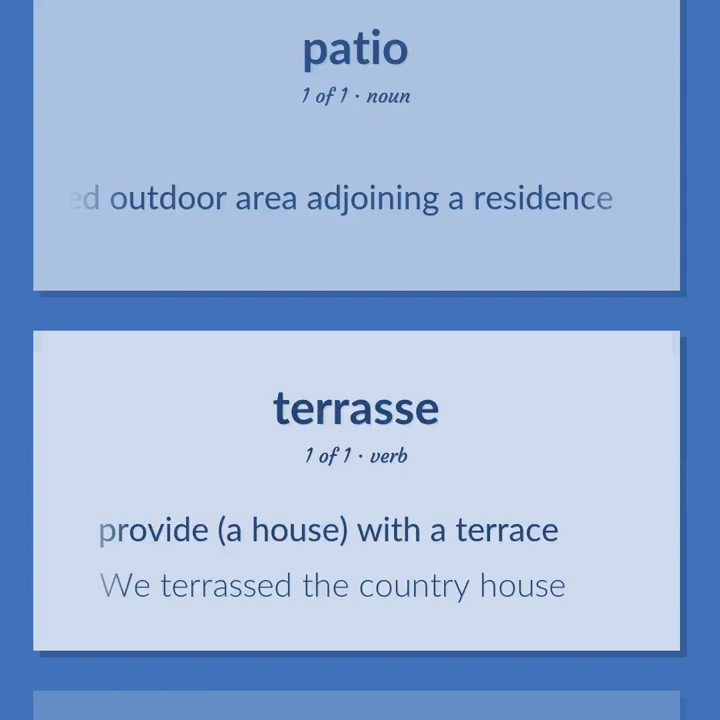 patio
1 of 1 · noun
ed outdoor area adjoining a residence
terrasse
1 of 1 · verb
provide (a house) with a terrace
We terrassed the country house